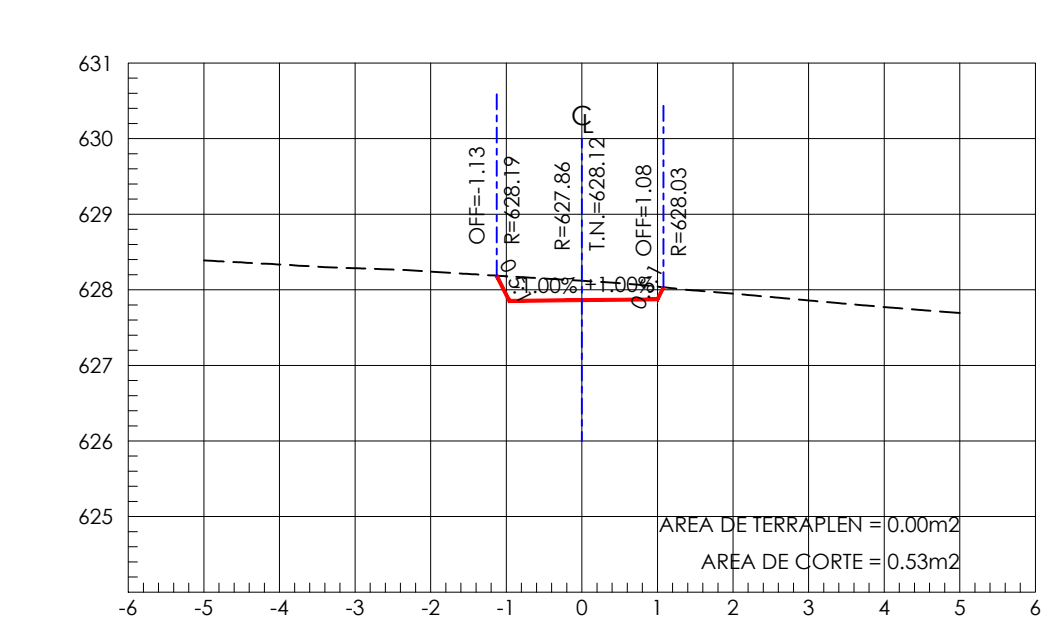 631
630
629
628
627
626
625
℄
OFF=-1.13
R=628.19
R=627.86
T.N.=628.12
OFF=1.08
R=628.03
-1.00%
+1.00%
AREA DE TERRAPLEN = 0.00m2
AREA DE CORTE = 0.53m2
-6 -5 -4 -3 -2 -1 0 1 2 3 4 5 6